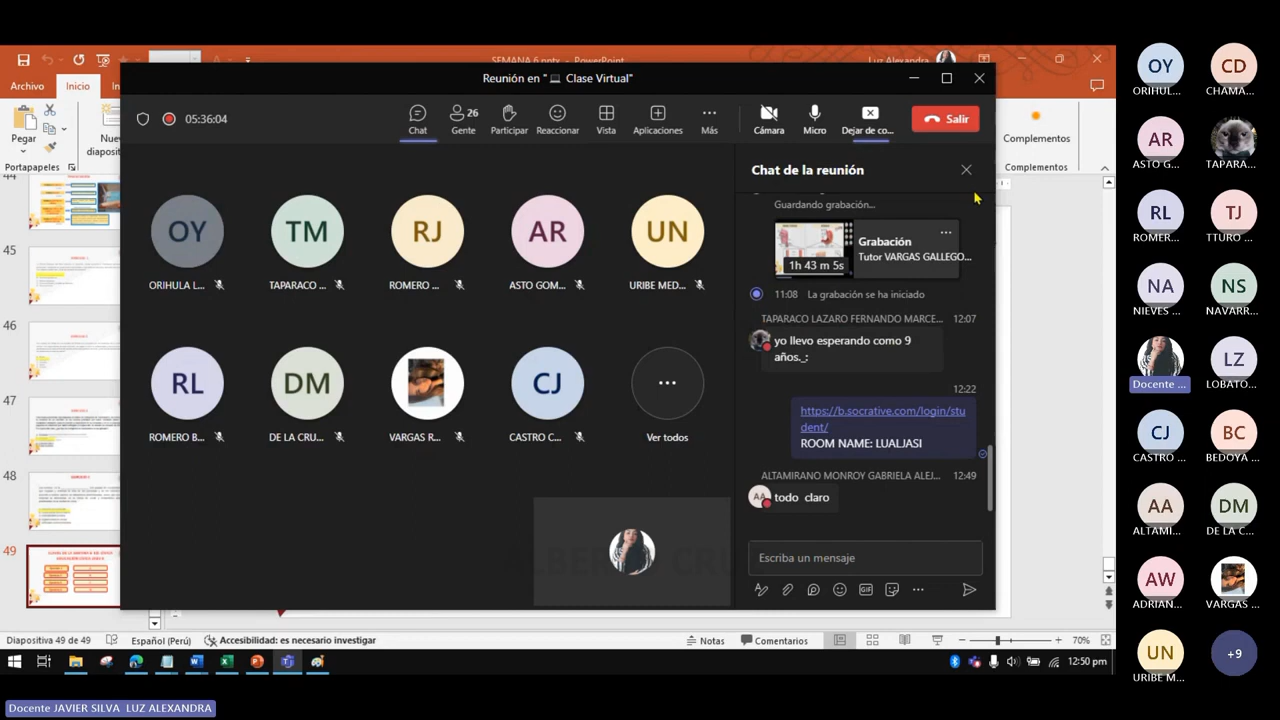 SEMANA 6.pptx - PowerPoint
Luz Alexandra
Archivo
Inicio
Pegar
Portapapeles
Complementos
Complementos
Reunión en " Clase Virtual"
05:36:04
Chat
26
Gente
Participar
Reaccionar
Vista
Aplicaciones
Más
Cámara
Micro
Dejar de co...
Salir
OY
TM
RJ
AR
UN
ORIHULA L...
TAPARACO ...
ROMERO ...
ASTO GOM...
URIBE MED...
RL
DM
CJ
...
ROMERO B...
DE LA CRU...
VARGAS R...
CASTRO C...
Ver todos
Chat de la reunión
Guardando grabación...
Grabación
Tutor VARGAS GALLEGO...
1h 43 m 5s
11:08 La grabación se ha iniciado
TAPARACO LAZARO FERNANDO MARCE... 12:07
yo llevo esperando como 9
años._:
12:22
https://b.socrative.com/login/stu
dent/
ROOM NAME: LUALJASI
ALTAMIRANO MONROY GABRIELA ALEJ... 12:49
AA
todo claro
Escriba un mensaje
GIF
44
45
46
47
48
49
Diapositiva 49 de 49
Español (Perú)
Accesibilidad: es necesario investigar
Notas
Comentarios
70%
12:50 pm
OY
CD
ORIHUL...
CHAMA...
AR
ASTO G...
TAPARA...
RL
TJ
ROMER...
TTURO ...
NA
NS
NIEVES ...
NAVARR...
LZ
Docente ...
LOBATO...
CJ
BC
CASTRO ...
BEDOYA ...
AA
DM
ALTAMI...
DE LA C...
AW
ADRIAN...
VARGAS ...
UN
+9
URIBE M...
Docente JAVIER SILVA LUZ ALEXANDRA